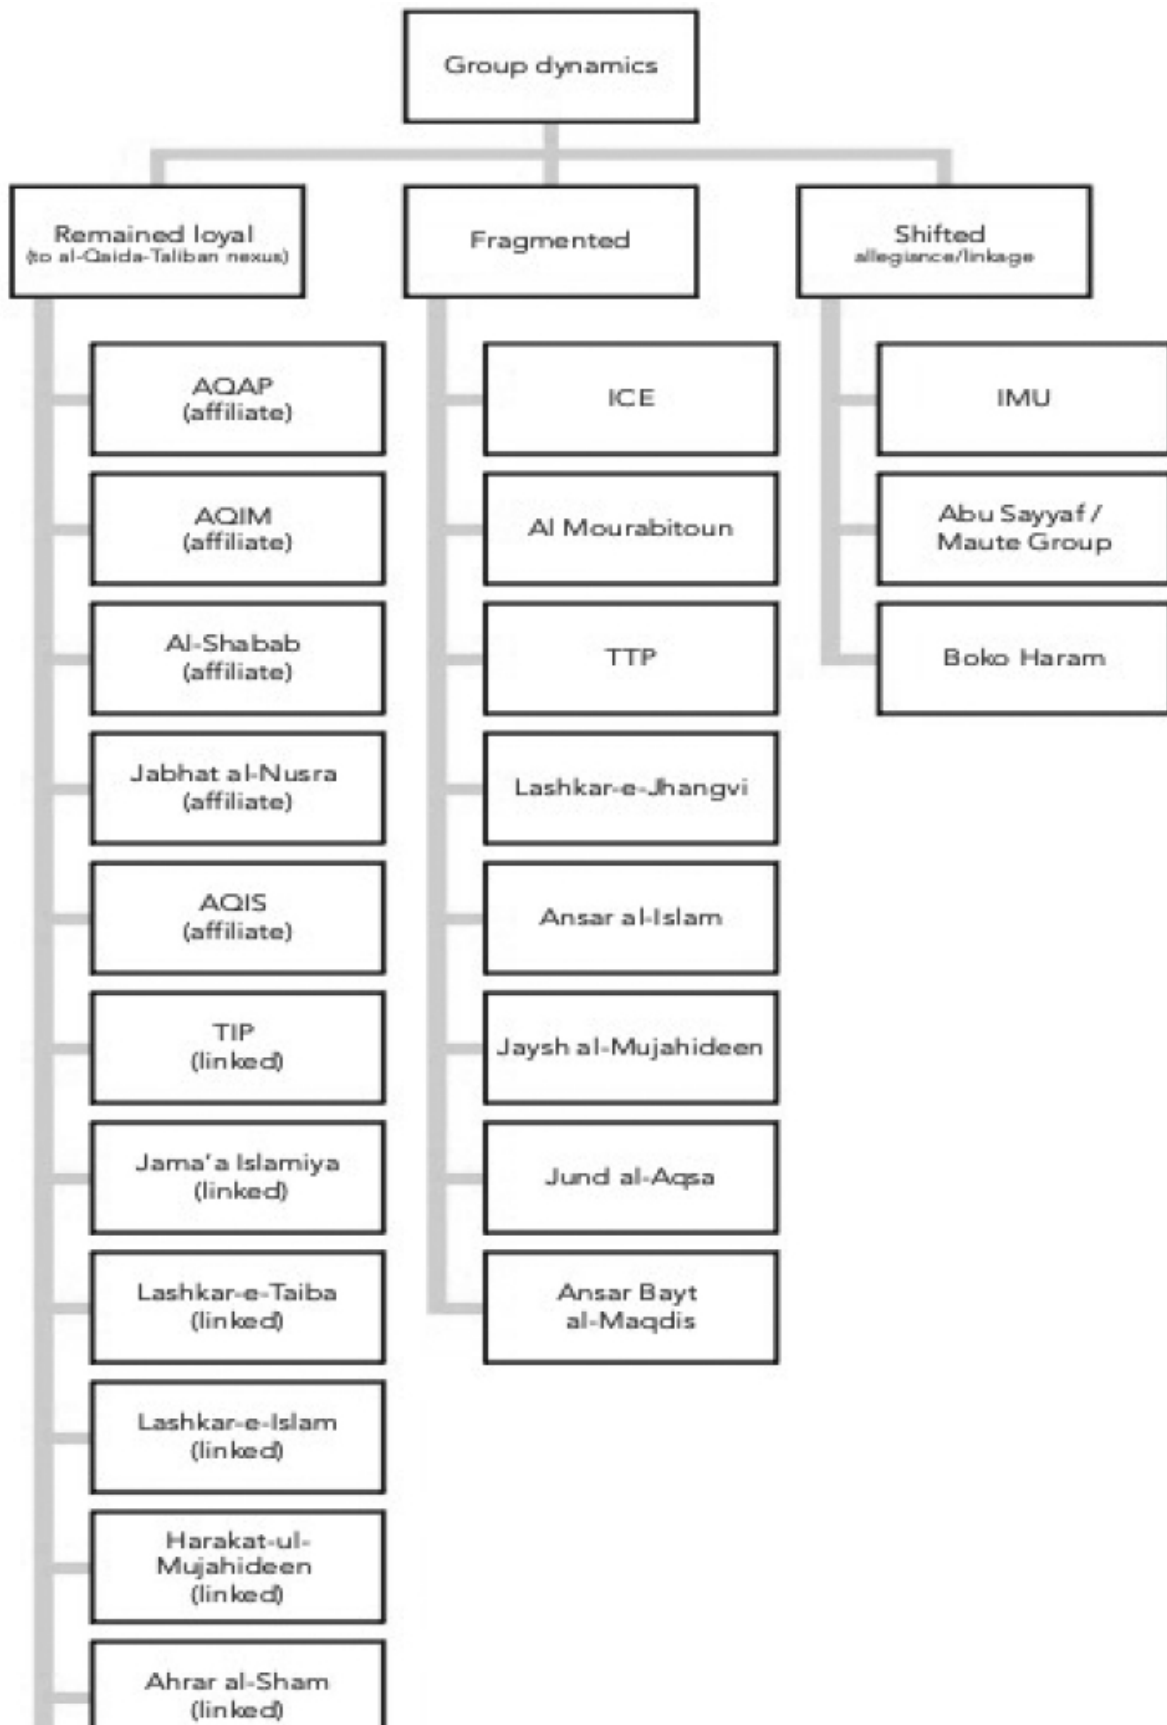 Group dynamics
Remained loyal
(to al-Qaida-Taliban nexus)
Fragmented
Shifted
allegiance/linkage
AQAP
(affiliate)
AQIM
(affiliate)
Al-Shabab
(affiliate)
Jabhat al-Nusra
(affiliate)
AQIS
(affiliate)
TIP
(linked)
Jama'a Islamiya
(linked)
Lashkar-e-Taiba
(linked)
Lashkar-e-Islam
(linked)
Harakat-ul-
Mujahideen
(linked)
Ahrar al-Sham
(linked)
ICE
Al Mourabitoun
TTP
Lashkar-e-Jhangvi
Ansar al-Islam
Jaysh al-Mujahideen
Jund al-Aqsa
Ansar Bayt
al-Maqdis
IMU
Abu Sayyaf /
Maute Group
Boko Haram